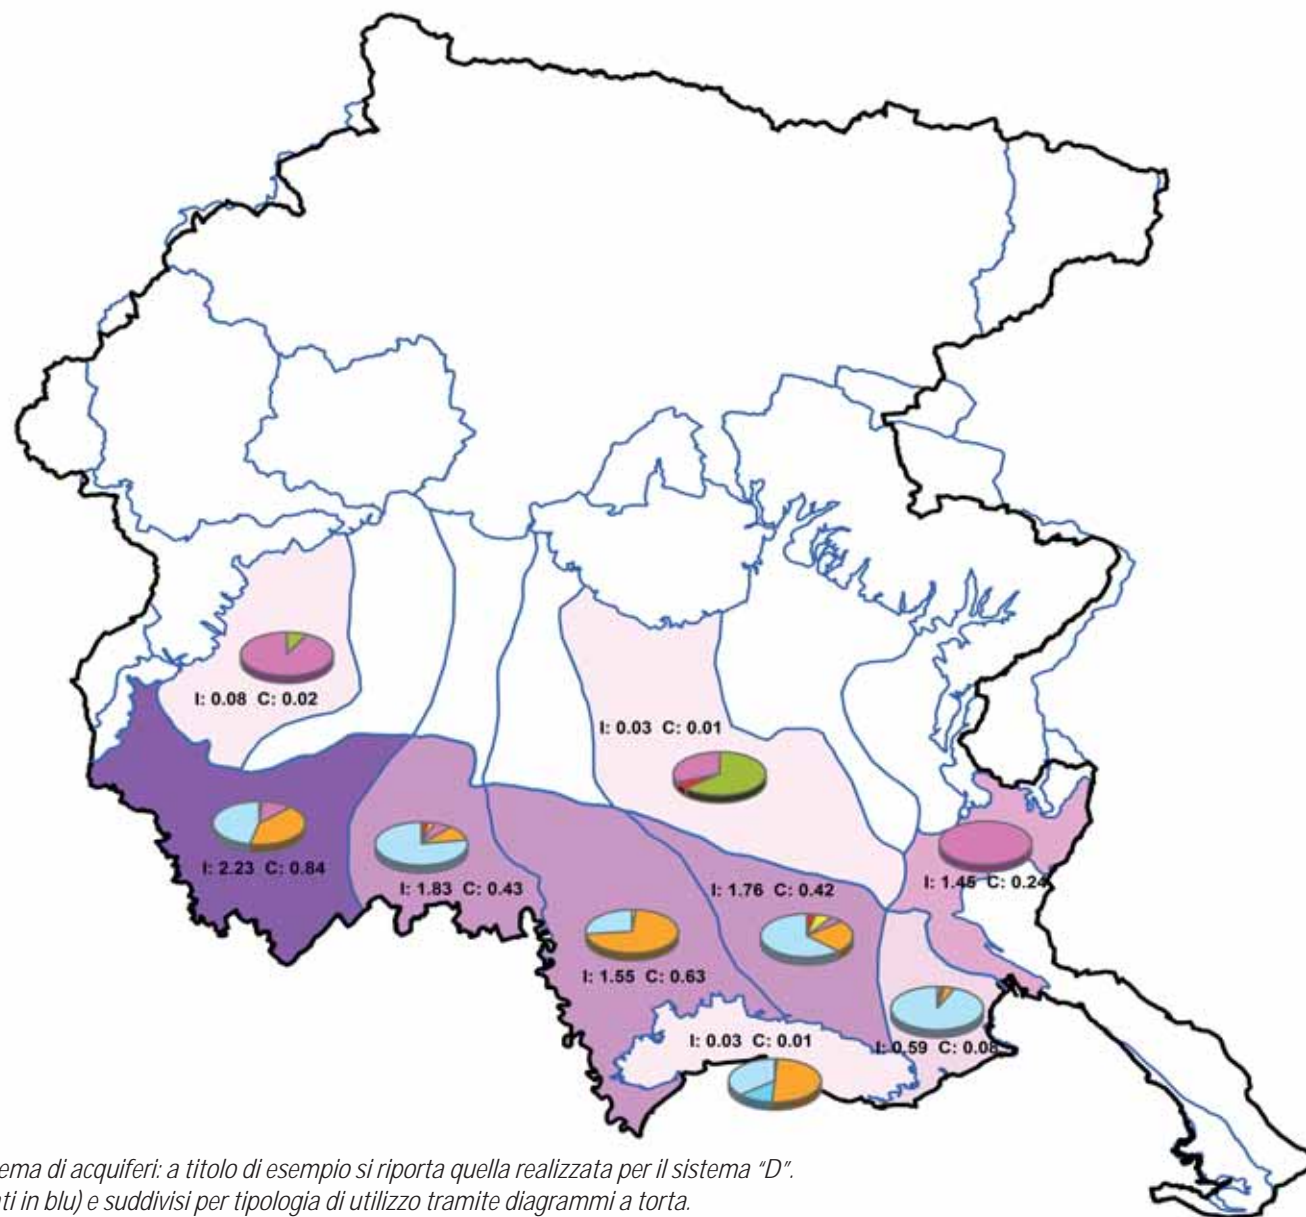 I: 0.08 C: 0.02
I: 0.03 C: 0.01
I: 2.23 C: 0.84
I: 1.83 C: 0.43
I: 1.76 C: 0.42
I: 1.45 C: 0.24
I: 1.55 C: 0.63
I: 0.03 C: 0.01
I: 0.59 C: 0.08
ema di acquiferi: a titolo di esempio si riporta quella realizzata per il sistema “D”.
ati in blu) e suddivisi per tipologia di utilizzo tramite diagrammi a torta.